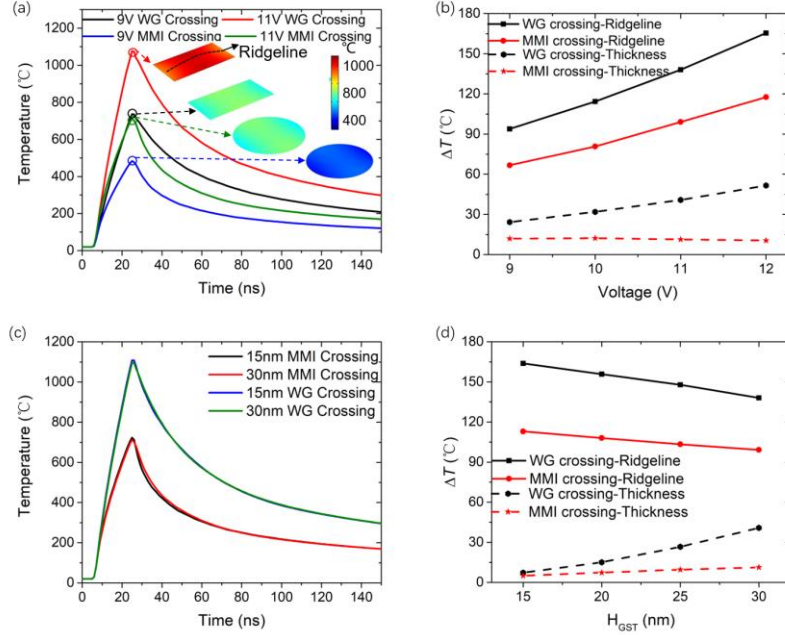 (a)
9V WG Crossing 11V WG Crossing
9V MMI Crossing 11V MMI Crossing
Ridgeline
℃
1000
800
600
400
1200
1000
800
600
400
200
0
Temperature (℃)
0 20 40 60 80 100 120 140
Time (ns)
(b)
WG Crossing-Ridgeline
MMI crossing-Ridgeline
WG crossing-Thickness
MMI crossing-Thickness
180
150
120
90
60
30
0
ΔT (℃)
9 10 11 12
Voltage (V)
(c)
15nm MMI Crossing
30nm MMI Crossing
15nm WG Crossing
30nm WG Crossing
1200
1000
800
600
400
200
0
Temperature (℃)
0 20 40 60 80 100 120 140
Time (ns)
(d)
WG crossing-Ridgeline
MMI crossing-Ridgeline
WG crossing-Thickness
MMI crossing-Thickness
180
150
120
90
60
30
0
ΔT (℃)
15 20 25 30
H_GST (nm)